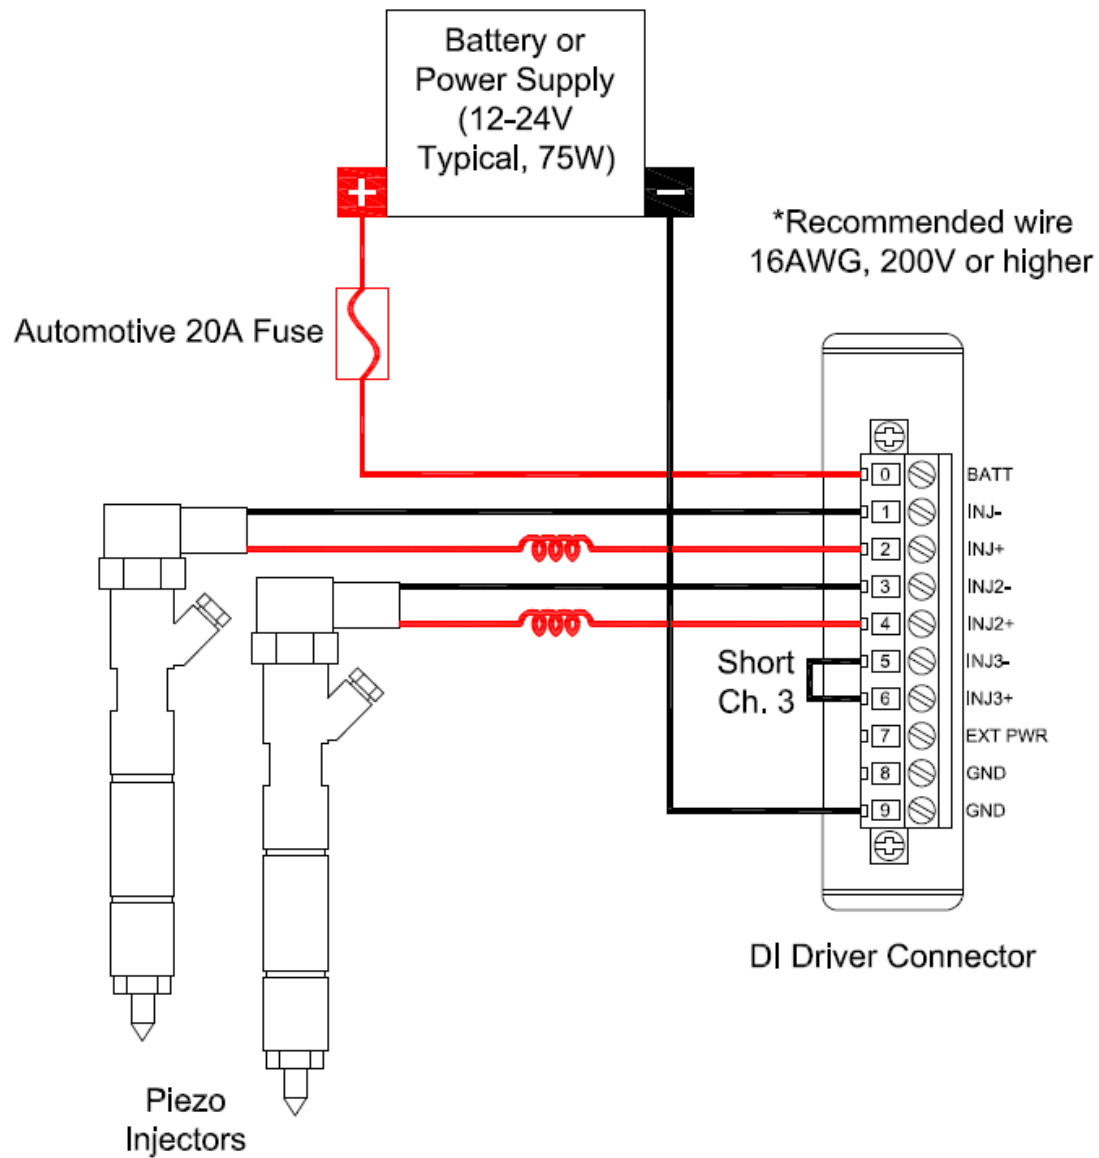 Battery or
Power Supply
(12-24V
Typical, 75W)
+
-
*Recommended wire
16AWG, 200V or higher
Automotive 20A Fuse
0 BATT
1 INJ-
2 INJ+
3 INJ2-
4 INJ2+
Short
Ch. 3
5 INJ3-
6 INJ3+
7 EXT PWR
8 GND
9 GND
DI Driver Connector
Piezo
Injectors